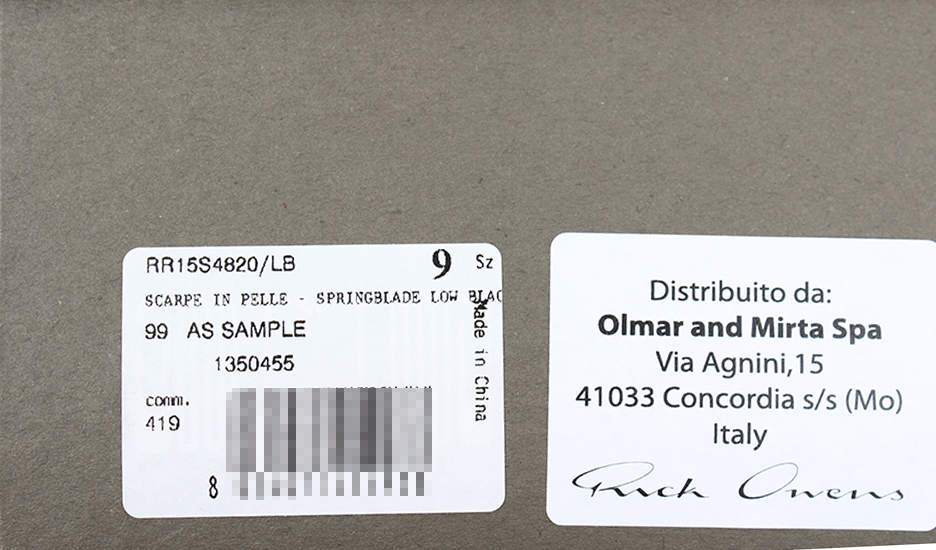 RR15S4820/LB 9 Sz
SCARPE IN PELLE - SPRINGBLADE LOW BLAC
99 AS SAMPLE
1350455
comm.
419
8
Made in China
Distribuito da:
Olmar and Mirta Spa
Via Agnini,15
41033 Concordia s/s (Mo)
Italy
Rick Owens